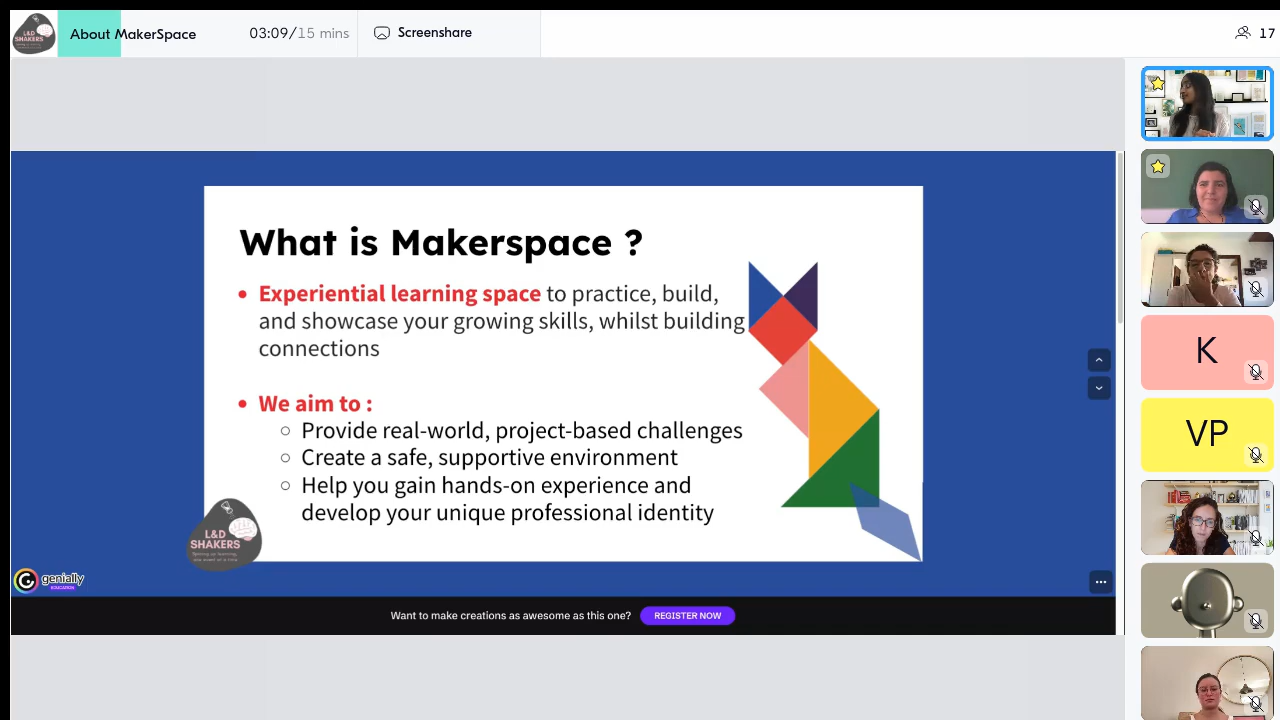 L&D
SHAKERS
About MakerSpace
03:09/15 mins
Screenshare
17
What is Makerspace ?
• Experiential learning space to practice, build,
and showcase your growing skills, whilst building
connections
• We aim to :
○ Provide real-world, project-based challenges
○ Create a safe, supportive environment
○ Help you gain hands-on experience and
develop your unique professional identity
L&D
SHAKERS
genially
EDUCATION
Want to make creations as awesome as this one?
REGISTER NOW
K
VP